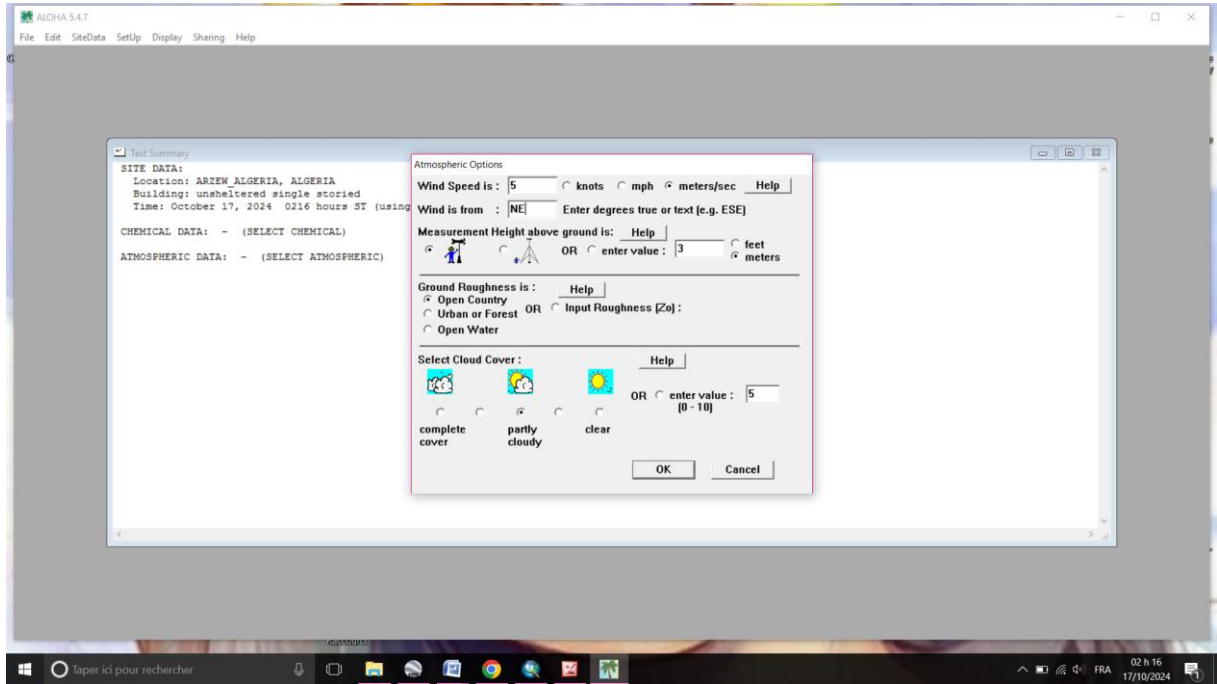 ALOHA 5.4.7
File Edit SiteData SetUp Display Sharing Help
Text Summary
SITE DATA:
Location: ARZEW_ALGERIA, ALGERIA
Building: unsheltered single storied
Time: October 17, 2024 0216 hours ST (using
CHEMICAL DATA: - (SELECT CHEMICAL)
ATMOSPHERIC DATA: - (SELECT ATMOSPHERIC)
Atmospheric Options
Wind Speed is : 5 knots mph meters/sec Help
Wind is from : NE Enter degrees true or text (e.g. ESE)
Measurement Height above ground is: Help
OR enter value : 3 feet
meters
Ground Roughness is : Help
Open Country
Urban or Forest OR Input Roughness (Zo) :
Open Water
Select Cloud Cover : Help
OR enter value : 5
(0 - 10)
complete cover partly cloudy clear
OK Cancel
Raccourci
Taper ici pour rechercher
FRA 02 h 16
17/10/2024